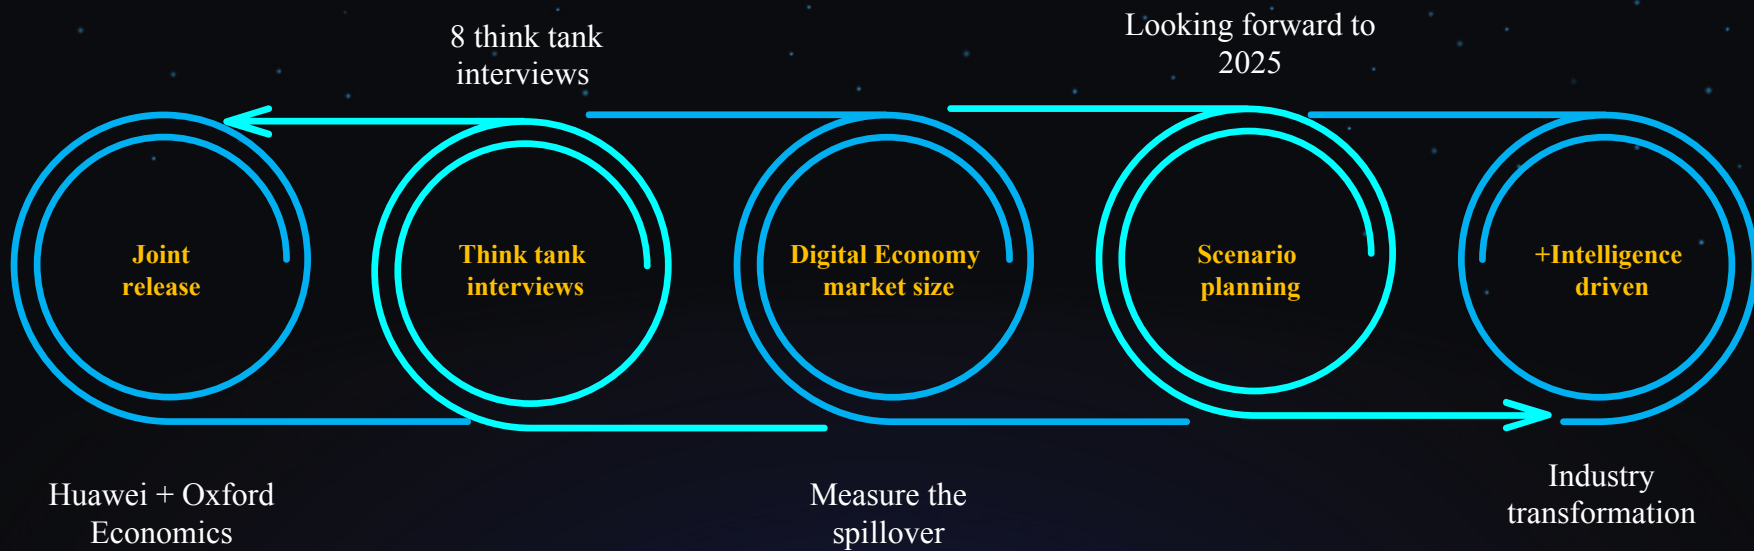 8 think tank
interviews
Looking forward to
2025
Joint
release
Think tank
interviews
Digital Economy
market size
Scenario
planning
+Intelligence
driven
Huawei + Oxford
Economics
Measure the
spillover
Industry
transformation